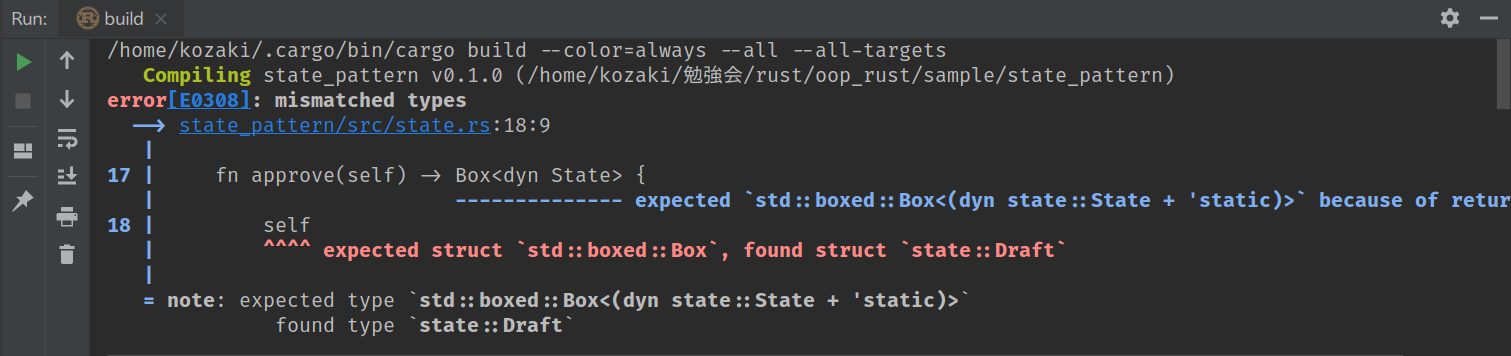 Run: build
/home/kozaki/.cargo/bin/cargo build --color=always --all --all-targets
Compiling state_pattern v0.1.0 (/home/kozaki/勉強会/rust/oop_rust/sample/state_pattern)
error[E0308]: mismatched types
--> state_pattern/src/state.rs:18:9
|
17 | fn approve(self) -> Box<dyn State> {
| -------------- expected `std::boxed::Box<(dyn state::State + 'static)>` because of retur
18 | self
| ^^^^ expected struct `std::boxed::Box`, found struct `state::Draft`
|
= note: expected type `std::boxed::Box<(dyn state::State + 'static)>`
found type `state::Draft`